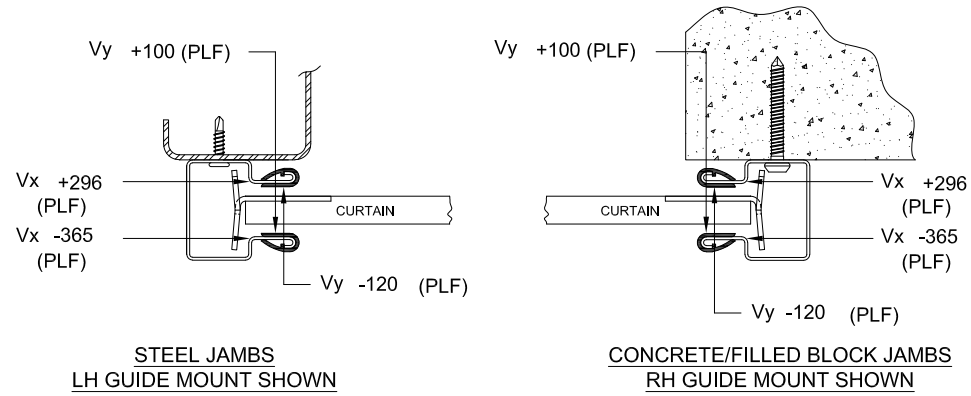 Vy +100 (PLF)
Vx +296
(PLF)
Vx -365
(PLF)
CURTAIN
Vy -120 (PLF)
STEEL JAMBS
LH GUIDE MOUNT SHOWN
Vy +100 (PLF)
Vx +296
(PLF)
Vx -365
(PLF)
CURTAIN
Vy -120 (PLF)
CONCRETE/FILLED BLOCK JAMBS
RH GUIDE MOUNT SHOWN